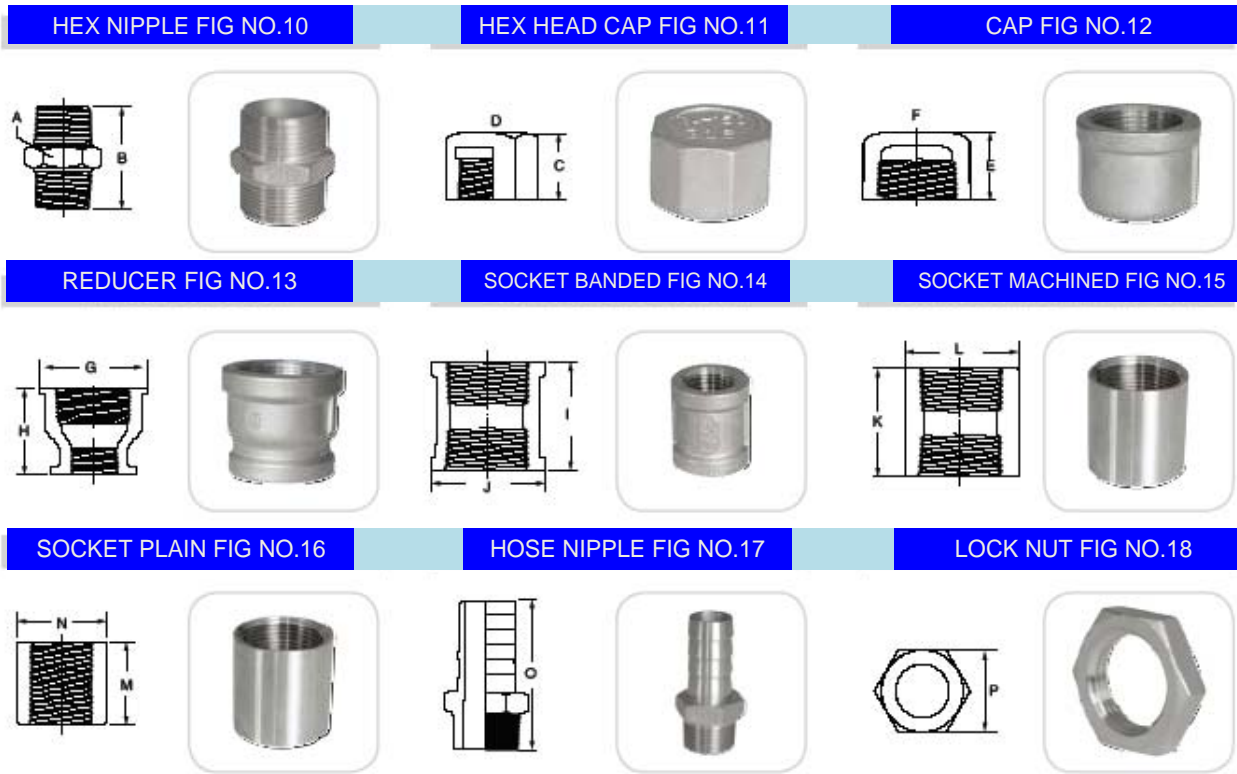 HEX NIPPLE FIG NO.10
HEX HEAD CAP FIG NO.11
CAP FIG NO.12
A
B
D
C
F
E
REDUCER FIG NO.13
SOCKET BANDED FIG NO.14
SOCKET MACHINED FIG NO.15
G
H
I
J
L
K
SOCKET PLAIN FIG NO.16
HOSE NIPPLE FIG NO.17
LOCK NUT FIG NO.18
N
M
O
P